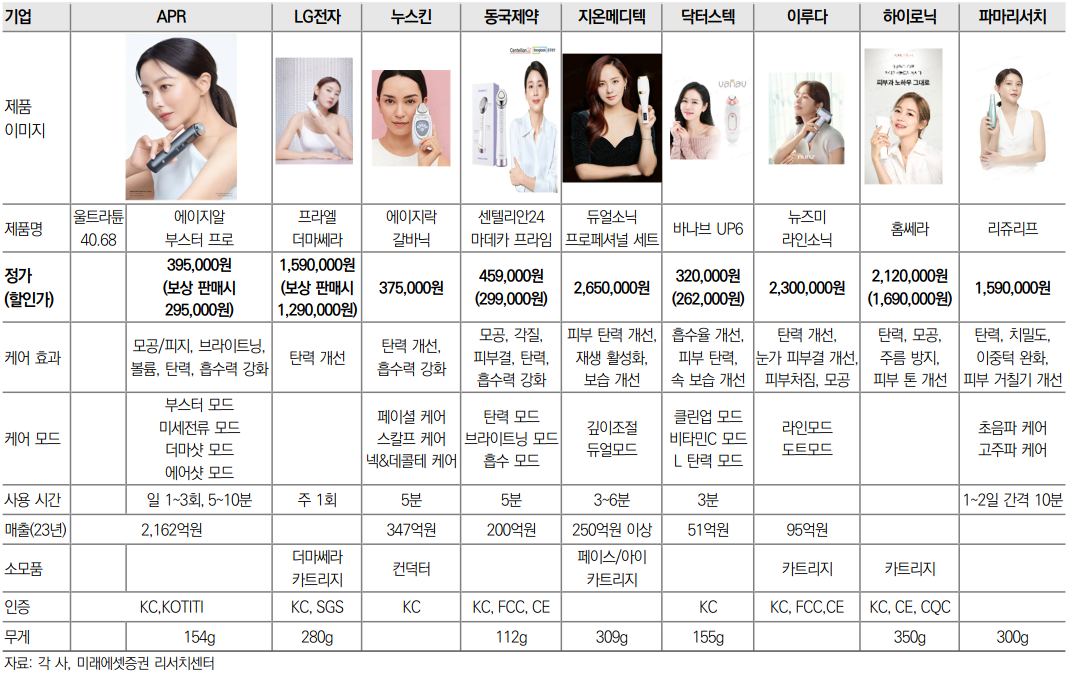 기업 APR LG전자 누스킨 동국제약 지온메디텍 닥터스텍 이루다 하이로닉 파마리서치
제품
이미지
피부과 노하우 그대로
제품명
울트라튠
40.68
에이지알
부스터 프로
프라엘
더마쎄라
에이지락
갈바닉
센텔리안24
마데카 프라임
듀얼소닉
프로페셔널 세트
바나브 UP6
뉴즈미
라인소닉
홈쎄라
리쥬리프
정가
(할인가)
395,000원
(보상 판매시
295,000원)
1,590,000원
(보상 판매시
1,290,000원)
375,000원
459,000원
(299,000원)
2,650,000원
320,000원
(262,000원)
2,300,000원
2,120,000원
(1,690,000원)
1,590,000원
케어 효과
모공/피지, 브라이트닝,
볼륨, 탄력, 흡수력 강화
탄력 개선
탄력 개선,
흡수력 강화
모공, 각질,
피부결, 탄력,
흡수력 강화
피부 탄력 개선,
재생 활성화,
보습 개선
흡수율 개선,
피부 탄력,
속 보습 개선
탄력 개선,
눈가 피부결 개선,
피부처짐, 모공
탄력, 모공,
주름 방지,
피부 톤 개선
탄력, 치밀도,
이중턱 완화,
피부 거칠기 개선
케어 모드
부스터 모드
미세전류 모드
더마샷 모드
에어샷 모드
페이셜 케어
스칼프 케어
넥&데콜테 케어
탄력 모드
브라이트닝 모드
흡수 모드
깊이조절
듀얼모드
클린업 모드
비타민C 모드
L 탄력 모드
라인모드
도트모드
초음파 케어
고주파 케어
사용 시간 일 1~3회, 5~10분 주 1회 5분 5분 3~6분 3분 1~2일 간격 10분
매출(23년) 2,162억원 347억원 200억원 250억원 이상 51억원 95억원
소모품
더마쎄라
카트리지
컨덕터
페이스/아이
카트리지
카트리지
카트리지
인증 KC,KOTITI KC, SGS KC KC, FCC, CE KC KC, FCC,CE KC, CE, CQC
무게 154g 280g 112g 309g 155g 350g 300g
자료: 각 사, 미래에셋증권 리서치센터